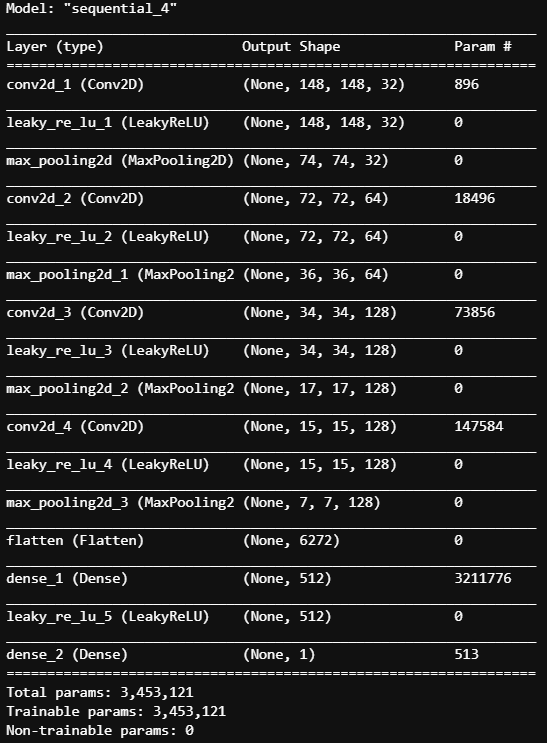 Model: "sequential_4"
Layer (type) Output Shape Param #
conv2d_1 (Conv2D) (None, 148, 148, 32) 896
leaky_re_lu_1 (LeakyReLU) (None, 148, 148, 32) 0
max_pooling2d (MaxPooling2D) (None, 74, 74, 32) 0
conv2d_2 (Conv2D) (None, 72, 72, 64) 18496
leaky_re_lu_2 (LeakyReLU) (None, 72, 72, 64) 0
max_pooling2d_1 (MaxPooling2 (None, 36, 36, 64) 0
conv2d_3 (Conv2D) (None, 34, 34, 128) 73856
leaky_re_lu_3 (LeakyReLU) (None, 34, 34, 128) 0
max_pooling2d_2 (MaxPooling2 (None, 17, 17, 128) 0
conv2d_4 (Conv2D) (None, 15, 15, 128) 147584
leaky_re_lu_4 (LeakyReLU) (None, 15, 15, 128) 0
max_pooling2d_3 (MaxPooling2 (None, 7, 7, 128) 0
flatten (Flatten) (None, 6272) 0
dense_1 (Dense) (None, 512) 3211776
leaky_re_lu_5 (LeakyReLU) (None, 512) 0
dense_2 (Dense) (None, 1) 513
Total params: 3,453,121
Trainable params: 3,453,121
Non-trainable params: 0